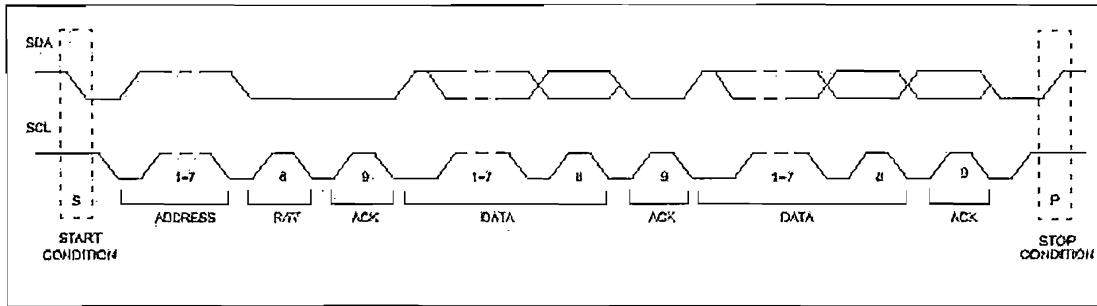 SDA
SCL
1-7 8 9 1-7 8 9 1-7 8 9
S P
ADDRESS R/W ACK DATA ACK DATA ACK
START CONDITION
STOP CONDITION